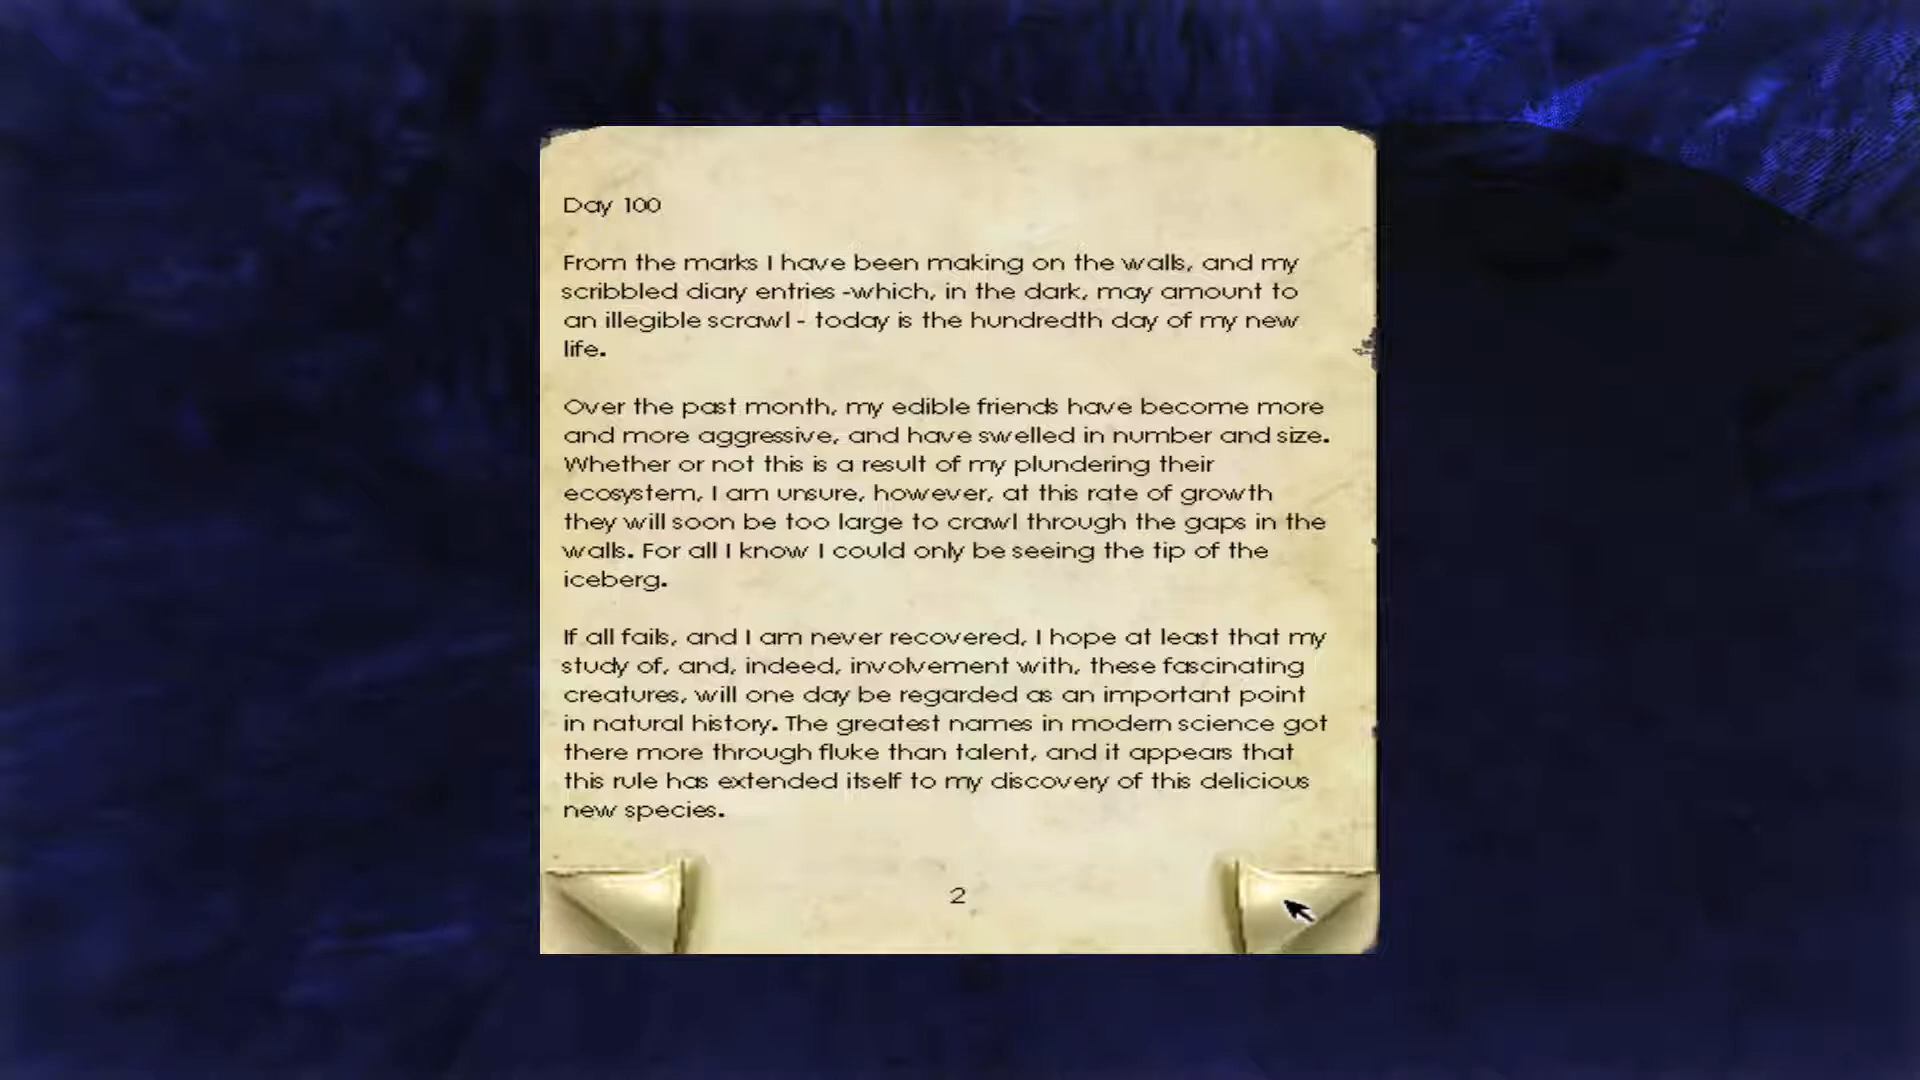 Day 100
From the marks I have been making on the walls, and my
scribbled diary entries -which, in the dark, may amount to
an illegible scrawl - today is the hundredth day of my new
life.
Over the past month, my edible friends have become more
and more aggressive, and have swelled in number and size.
Whether or not this is a result of my plundering their
ecosystem, I am unsure, however, at this rate of growth
they will soon be too large to crawl through the gaps in the
walls. For all I know I could only be seeing the tip of the
iceberg.
If all fails, and I am never recovered, I hope at least that my
study of, and, indeed, involvement with, these fascinating
creatures, will one day be regarded as an important point
in natural history. The greatest names in modern science got
there more through fluke than talent, and it appears that
this rule has extended itself to my discovery of this delicious
new species.
2